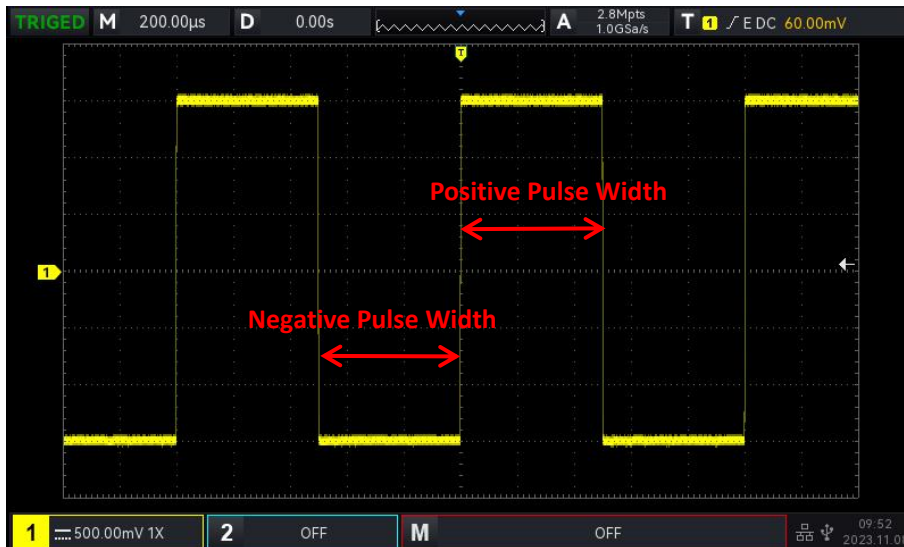 TRIGED M 200.00µs D 0.00s A 2.8Mpts 1.0GSa/s T 1 E DC 60.00mV
T
Positive Pulse Width
1
Negative Pulse Width
1 500.00mV 1X 2 OFF M OFF 09:52